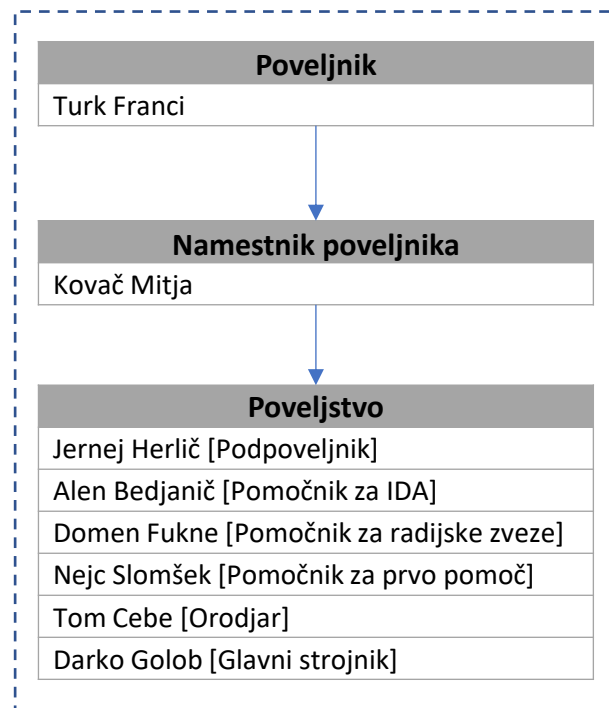 Poveljnik
Turk Franci
Namestnik poveljnika
Kovač Mitja
Poveljstvo
Jernej Herlič [Podpoveljnik]
Alen Bedjanič [Pomočnik za IDA]
Domen Fukne [Pomočnik za radijske zveze]
Nejc Slomšek [Pomočnik za prvo pomoč]
Tom Cebe [Orodjar]
Darko Golob [Glavni strojnik]